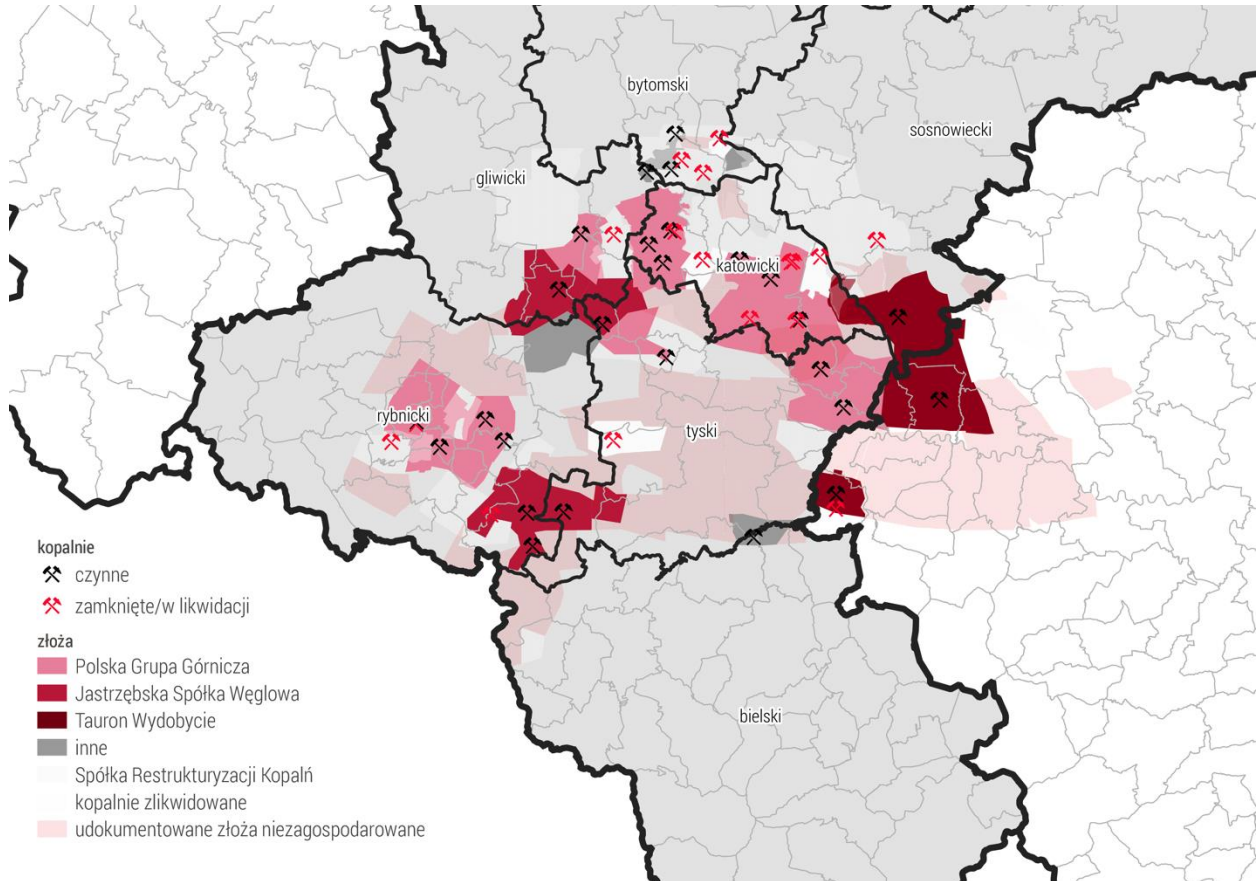 bytomski
sosnowiecki
gliwicki
katowicki
rybnicki
tyski
bielski
kopalnie
czynne
zamknięte/w likwidacji
złoża
Polska Grupa Górnicza
Jastrzębska Spółka Węglowa
Tauron Wydobycie
inne
Spółka Restrukturyzacji Kopalń
kopalnie zlikwidowane
udokumentowane złoża niezagospodarowane